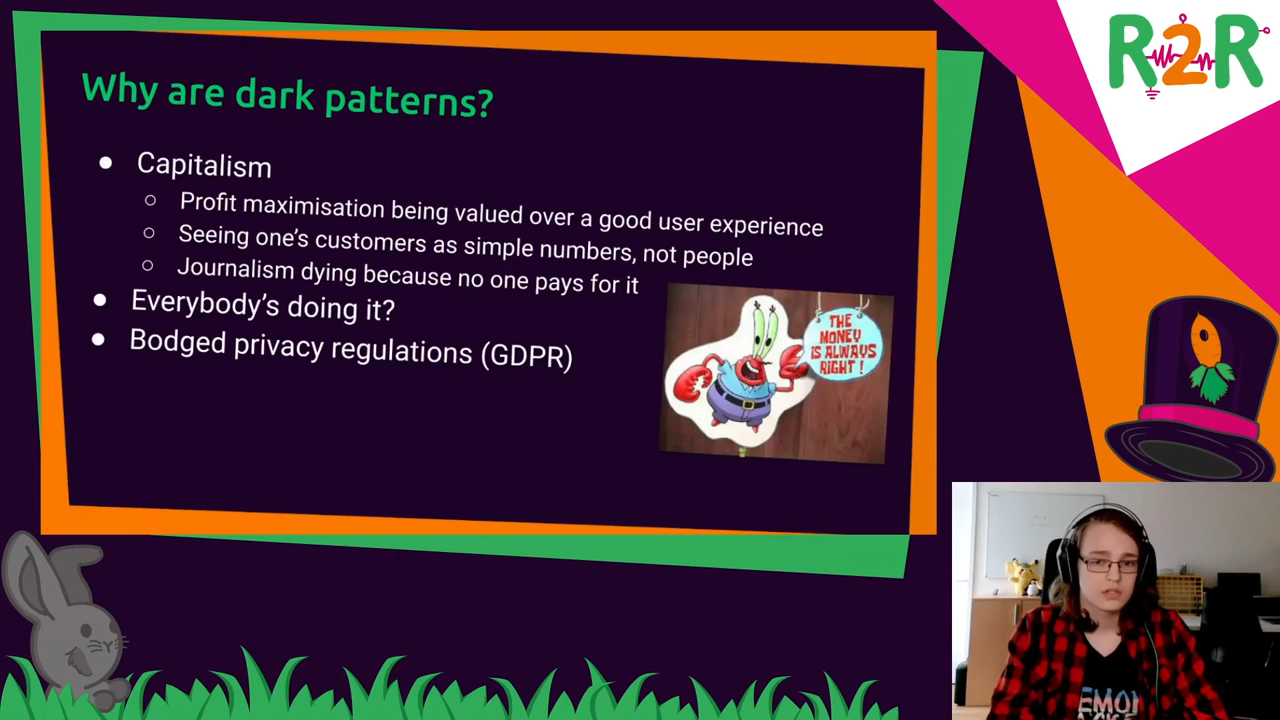 R2R
Why are dark patterns?
Capitalism
Profit maximisation being valued over a good user experience
Seeing one's customers as simple numbers, not people
Journalism dying because no one pays for it
Everybody's doing it?
Bodged privacy regulations (GDPR)
THE
MONEY
IS ALWAYS
RIGHT!